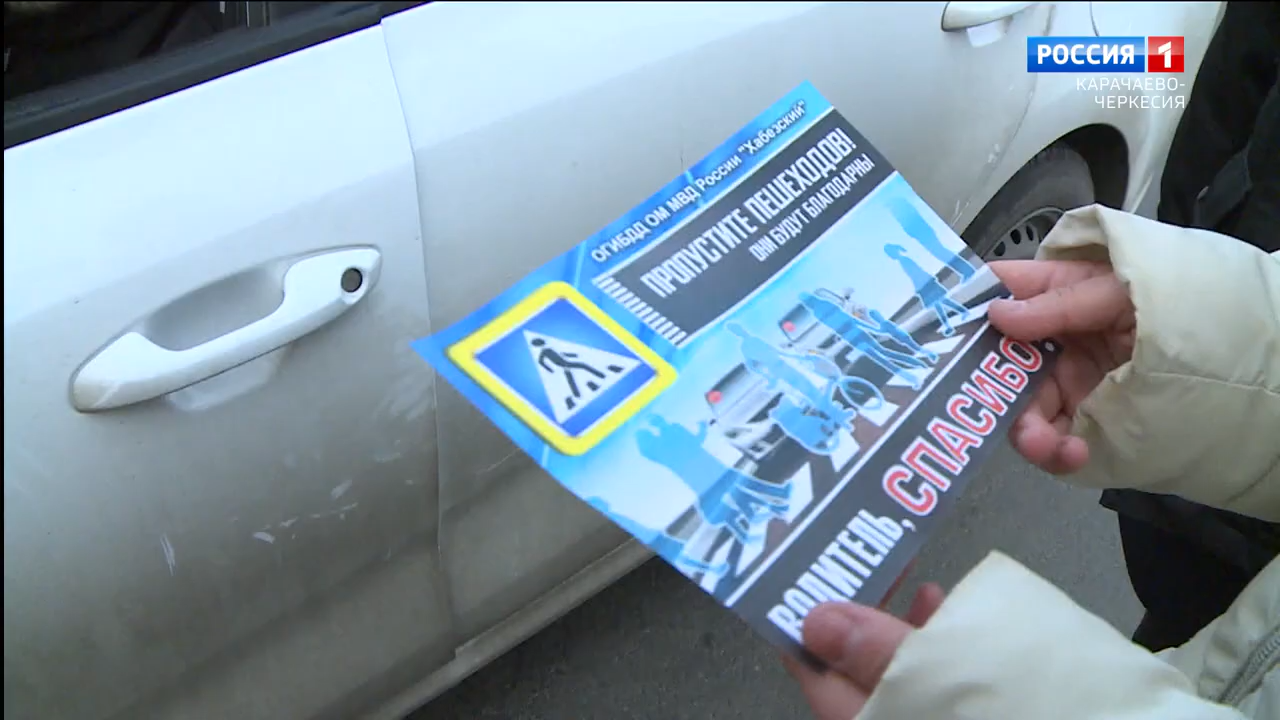 РОССИЯ 1
КАРАЧАЕВО-
ЧЕРКЕСИЯ
ОГИБДД ОМ МВД России "Хабезский"
ПРОПУСТИТЕ ПЕШЕХОДОВ!
ОНИ БУДУТ БЛАГОДАРНЫ
ВОДИТЕЛЬ, СПАСИБО!